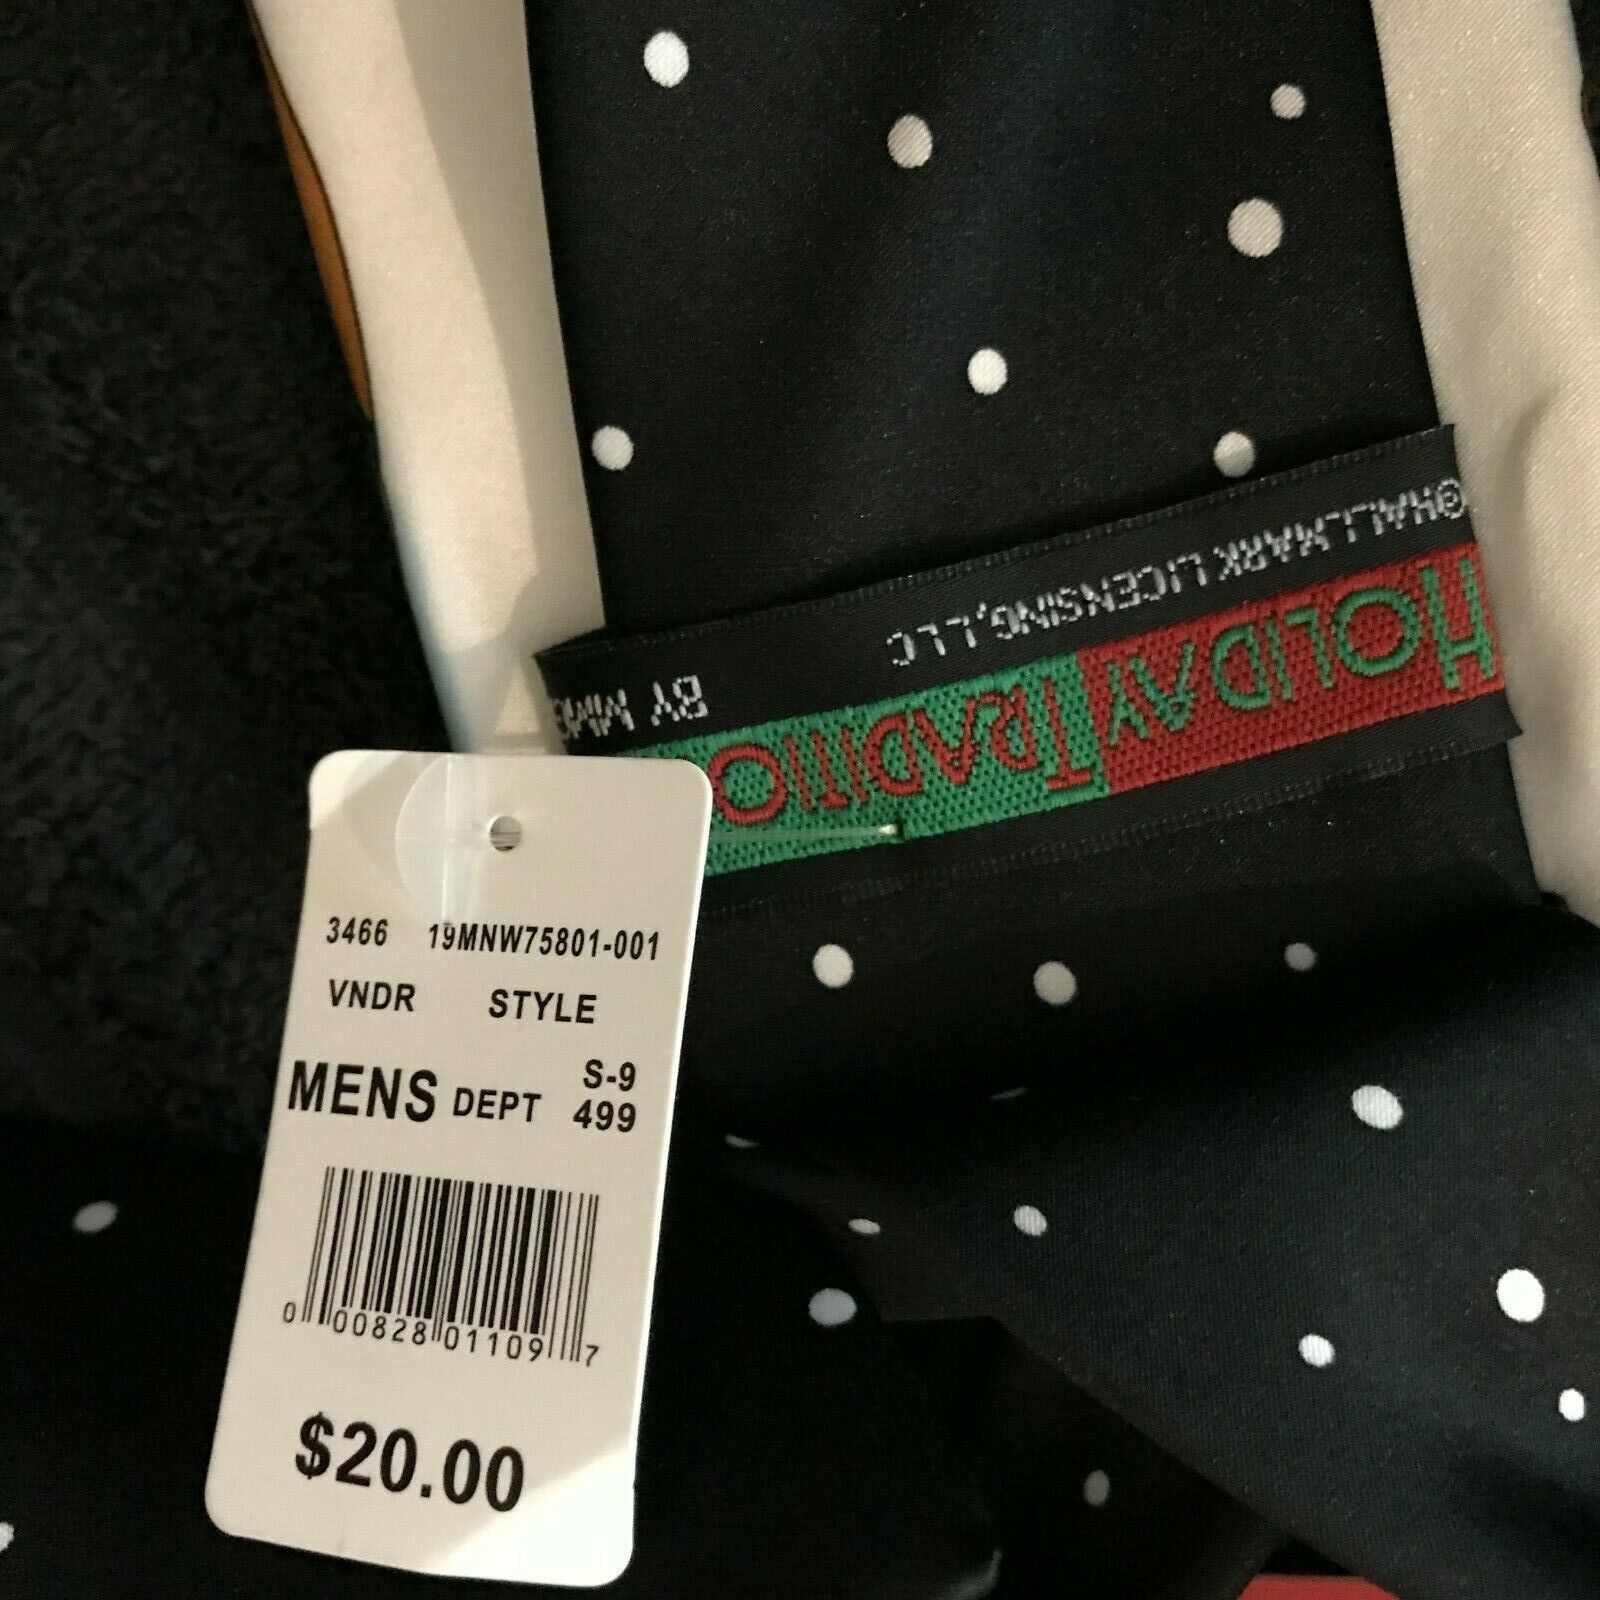 ©HALLMARK LICENSING, LLC
BY
HOLIDAY TRADITIO
3466 19MNW75801-001
VNDR STYLE
MENS DEPT S-9
499
0 00828 01109 7
$20.00